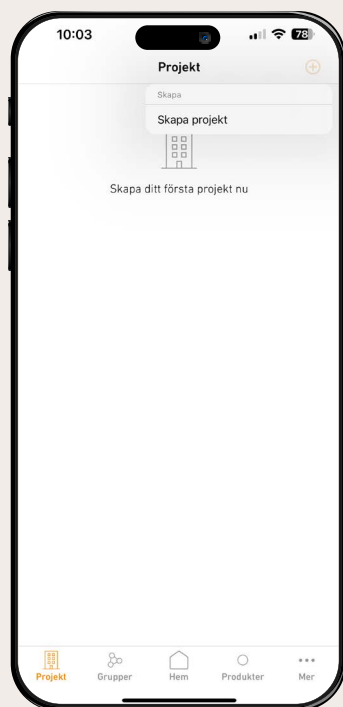 10:03
78
Projekt
Skapa
Skapa projekt
Skapa ditt första projekt nu
Projekt Grupper Hem Produkter Mer